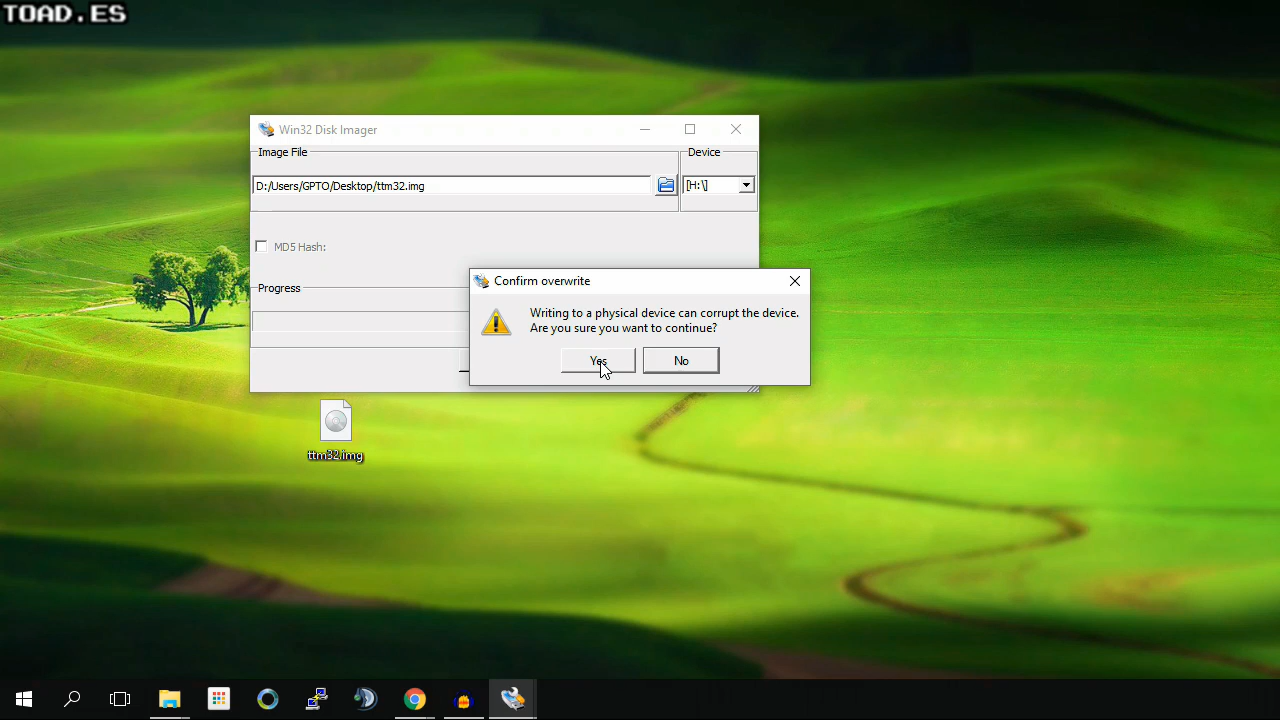 TOAD.ES
Win32 Disk Imager
Image File
Device
D:/Users/GPTO/Desktop/ttm32.img
[H:\]
MD5 Hash:
Progress
Confirm overwrite
Writing to a physical device can corrupt the device.
Are you sure you want to continue?
Yes
No
ttm32.img